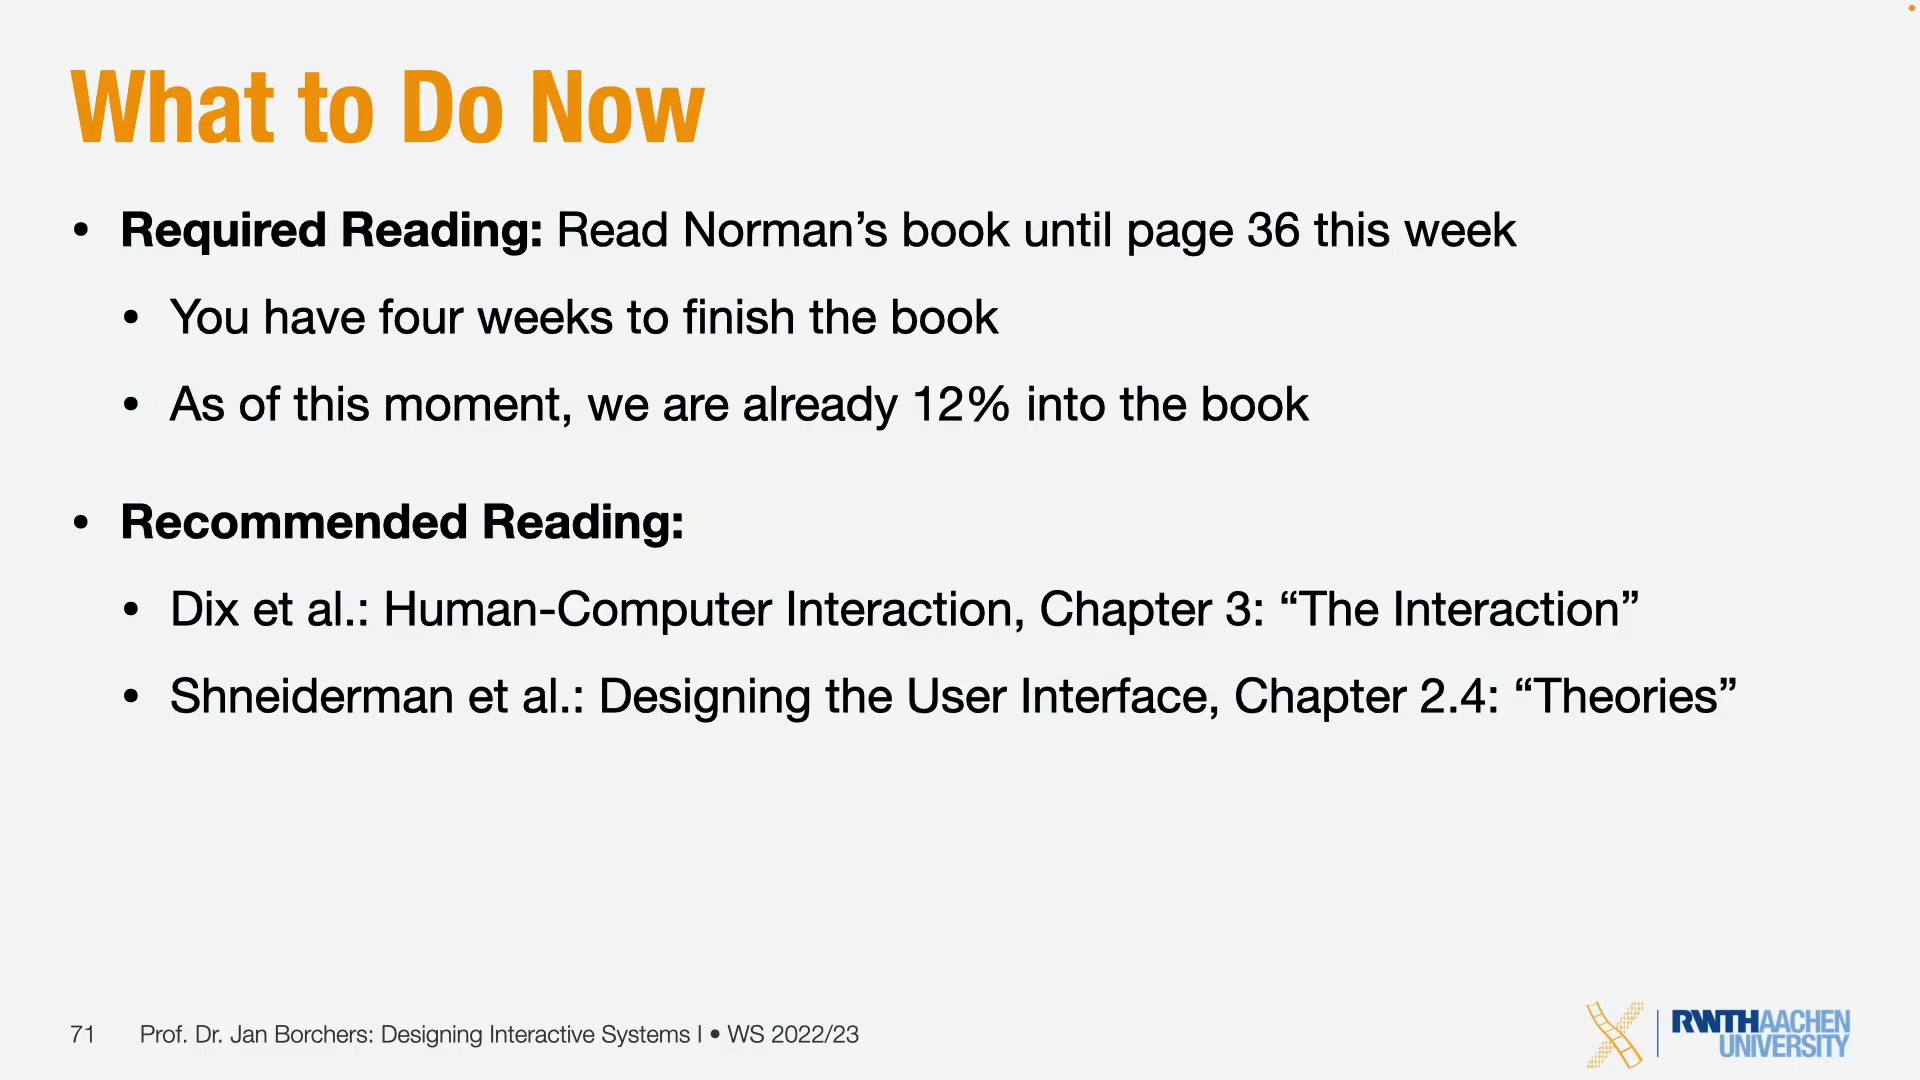 What to Do Now
• Required Reading: Read Norman’s book until page 36 this week
• You have four weeks to finish the book
• As of this moment, we are already 12% into the book
• Recommended Reading:
• Dix et al.: Human-Computer Interaction, Chapter 3: “The Interaction”
• Shneiderman et al.: Designing the User Interface, Chapter 2.4: “Theories”
71 Prof. Dr. Jan Borchers: Designing Interactive Systems I • WS 2022/23
RWTHAACHEN
UNIVERSITY